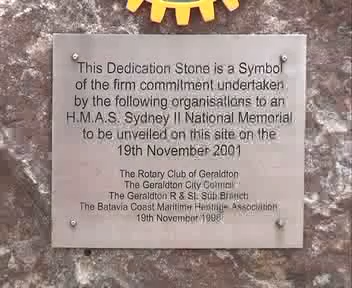 This Dedication Stone is a Symbol
of the firm commitment undertaken
by the following organisations to an
H.M.A.S. Sydney II National Memorial
to be unveiled on this site on the
19th November 2001
The Rotary Club of Geraldton
The Geraldton City Council
The Geraldton R & SL Sub Branch
The Batavia Coast Maritime Heritage Association
19th November 1998